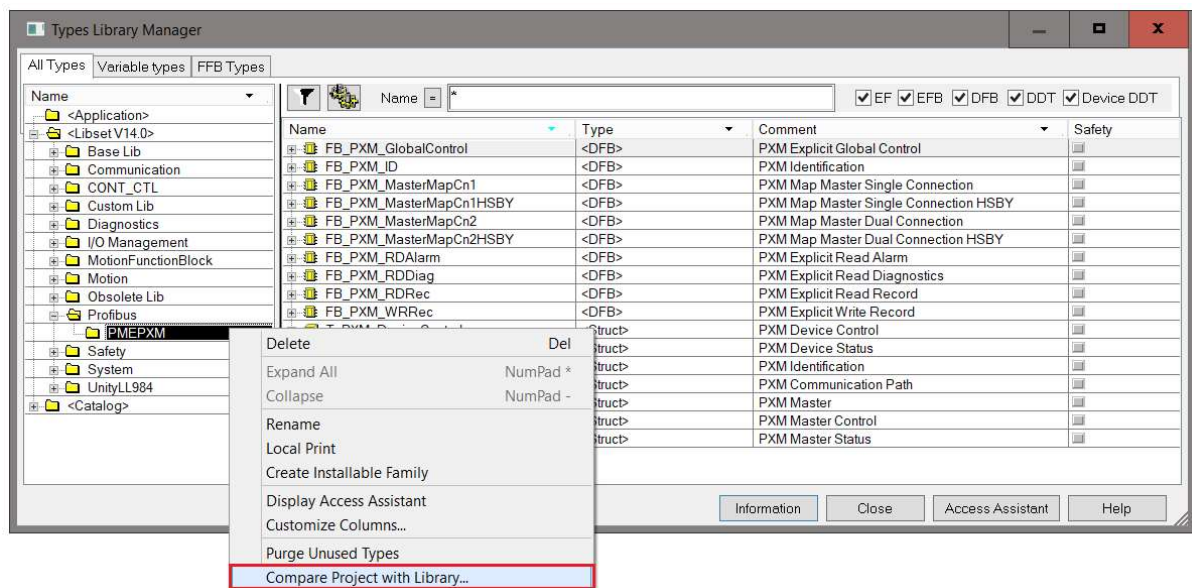 Types Library Manager
All Types Variable types FFB Types
Name
<Application>
<Libset V14.0>
Base Lib
Communication
CONT_CTL
Custom Lib
Diagnostics
I/O Management
MotionFunctionBlock
Motion
Obsolete Lib
Profibus
PMEPXM
Safety
System
UnityLL984
<Catalog>
Name = * EF EFB DFB DDT Device DDT
Name Type Comment Safety
FB_PXM_GlobalControl <DFB> PXM Explicit Global Control
FB_PXM_ID <DFB> PXM Identification
FB_PXM_MasterMapCn1 <DFB> PXM Map Master Single Connection
FB_PXM_MasterMapCn1HSBY <DFB> PXM Map Master Single Connection HSBY
FB_PXM_MasterMapCn2 <DFB> PXM Map Master Dual Connection
FB_PXM_MasterMapCn2HSBY <DFB> PXM Map Master Dual Connection HSBY
FB_PXM_RDAlarm <DFB> PXM Explicit Read Alarm
FB_PXM_RDDiag <DFB> PXM Explicit Read Diagnostics
FB_PXM_RDRec <DFB> PXM Explicit Read Record
FB_PXM_WRRec <DFB> PXM Explicit Write Record
PXM Device Control
PXM Device Status
PXM Identification
PXM Communication Path
PXM Master
PXM Master Control
PXM Master Status
Delete Del
Expand All NumPad *
Collapse NumPad -
Rename
Local Print
Create Installable Family
Display Access Assistant
Customize Columns...
Purge Unused Types
Compare Project with Library...
Information Close Access Assistant Help